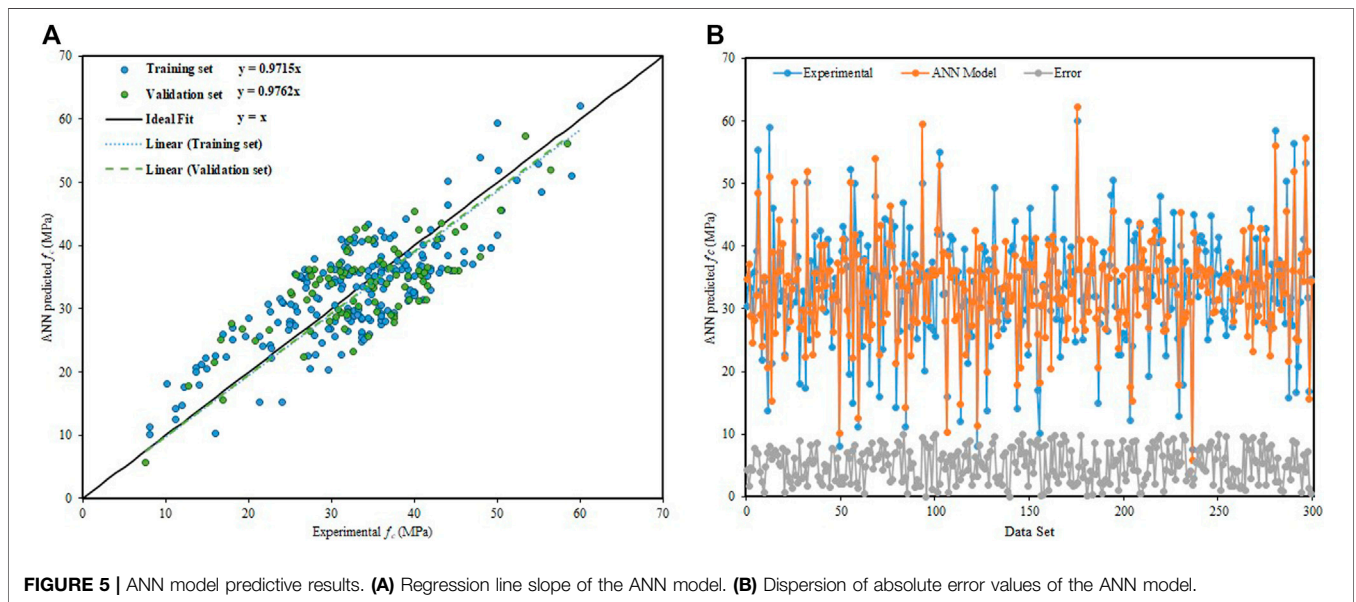 A
70
60
50
40
30
20
10
0
ANN predicted fc (MPa)
Training set y = 0.9715x
Validation set y = 0.9762x
Ideal Fit y = x
Linear (Training set)
Linear (Validation set)
0 10 20 30 40 50 60 70
Experimental fc (MPa)
B
70
60
50
40
30
20
10
0
ANN predicted fc (MPa)
Experimental ANN Model Error
0 50 100 150 200 250 300
Data Set
FIGURE 5 | ANN model predictive results. (A) Regression line slope of the ANN model. (B) Dispersion of absolute error values of the ANN model.